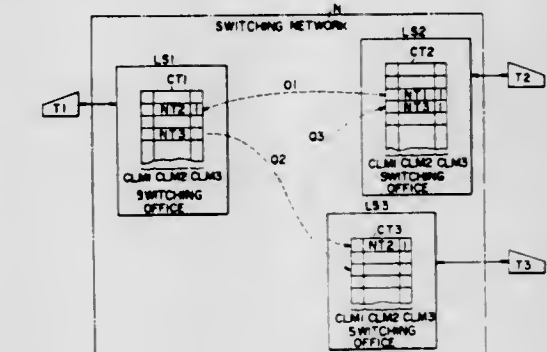 N
SWITCHING NETWORK
LS1
CT1
NT2
NT3
CLM1 CLM2 CLM3
SWITCHING
OFFICE
T1
O1
O2
O3
LS2
CT2
NT1
NT3
CLM1 CLM2 CLM3
SWITCHING
OFFICE
T2
LS3
CT3
NT2 1
CLM1 CLM2 CLM3
SWITCHING
OFFICE
T3